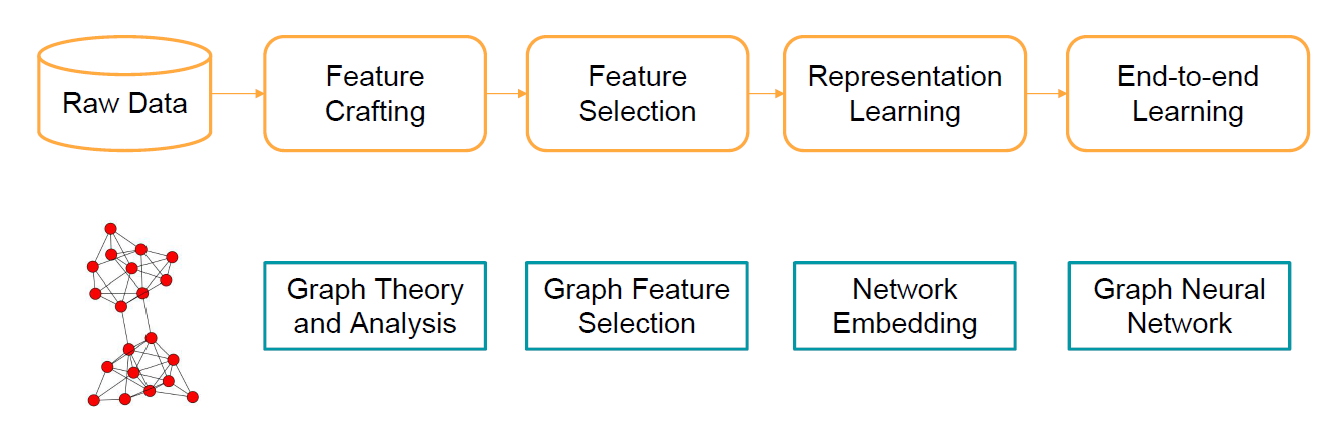 Raw Data
Feature
Crafting
Feature
Selection
Representation
Learning
End-to-end
Learning
Graph Theory
and Analysis
Graph Feature
Selection
Network
Embedding
Graph Neural
Network